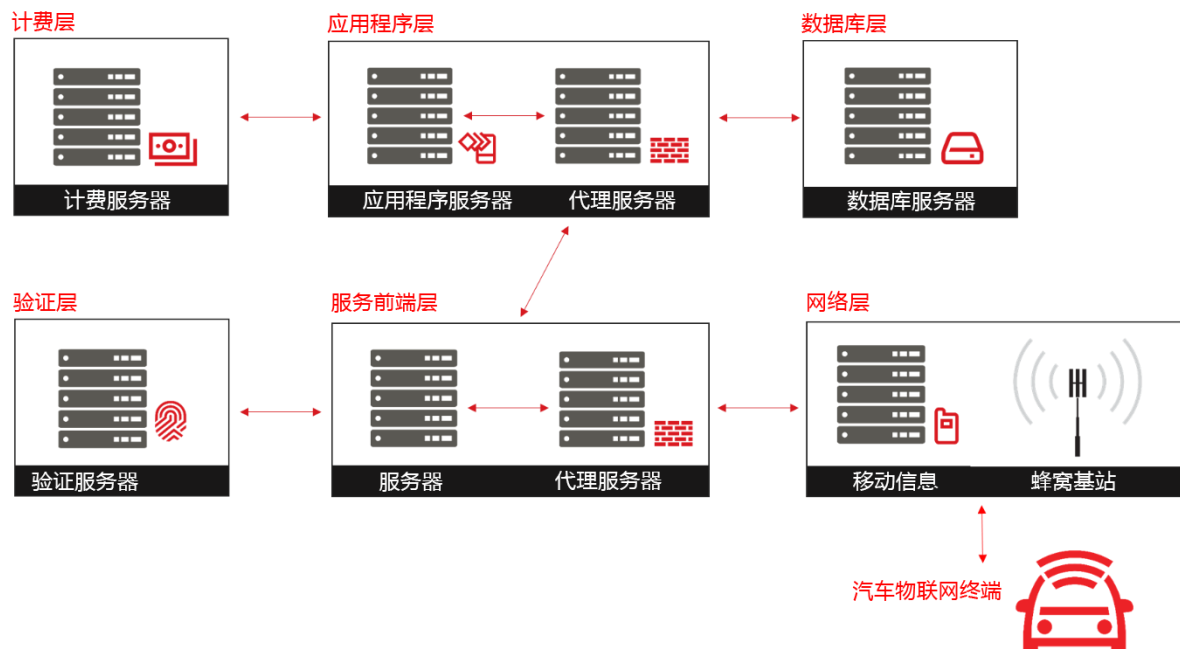 计费层
应用程序层
数据库层
计费服务器
应用程序服务器
代理服务器
数据库服务器
验证层
服务前端层
网络层
验证服务器
服务器
代理服务器
移动信息
蜂窝基站
汽车物联网终端